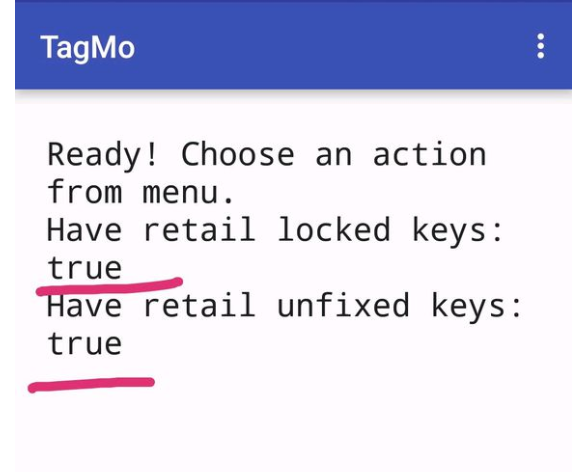 TagMo
Ready! Choose an action
from menu.
Have retail locked keys:
true
Have retail unfixed keys:
true